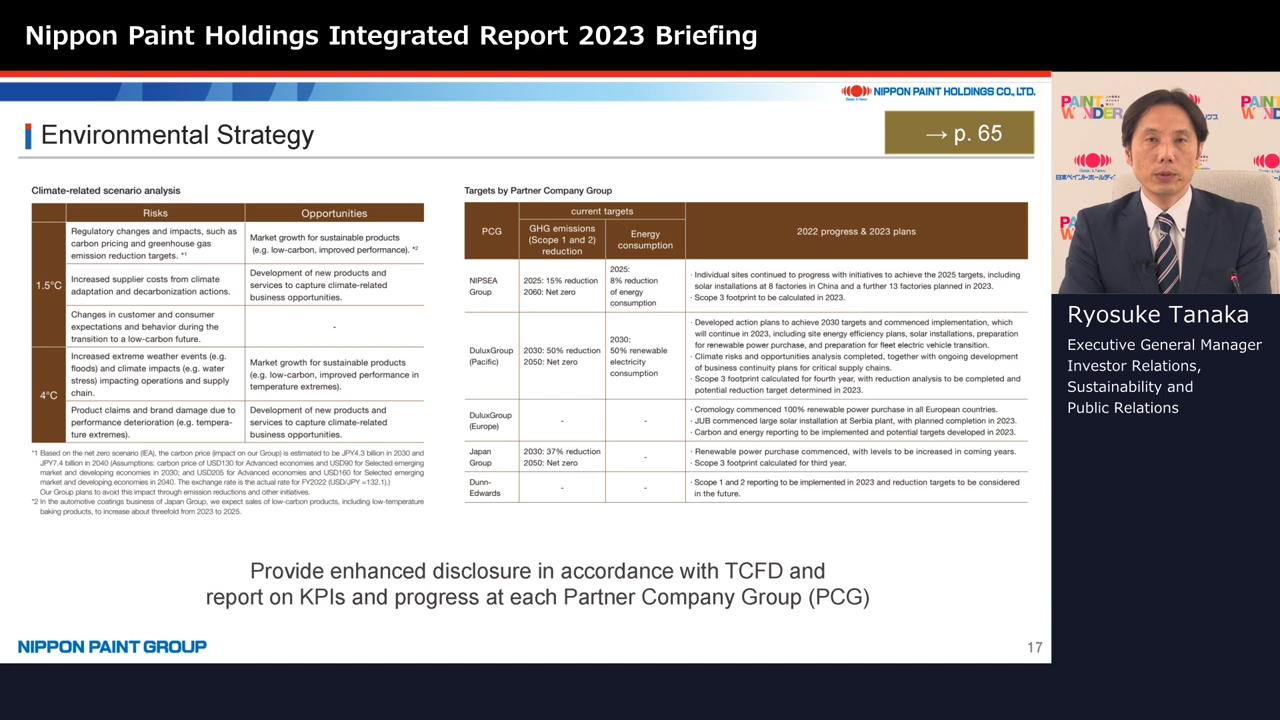 Nippon Paint Holdings Integrated Report 2023 Briefing
NIPPON PAINT HOLDINGS CO., LTD.
Environmental Strategy
→ p. 65
Climate-related scenario analysis
Risks
Opportunities
1.5°C
Regulatory changes and impacts, such as
carbon pricing and greenhouse gas
emission reduction targets. *1
Market growth for sustainable products
(e.g. low-carbon, improved performance). *2
Increased supplier costs from climate
adaptation and decarbonization actions.
Development of new products and
services to capture climate-related
business opportunities.
Changes in customer and consumer
expectations and behavior during the
transition to a low-carbon future.
-
4°C
Increased extreme weather events (e.g.
floods) and climate impacts (e.g. water
stress) impacting operations and supply
chain.
Market growth for sustainable products
(e.g. low-carbon, improved performance in
temperature extremes).
Product claims and brand damage due to
performance deterioration (e.g. tempera-
ture extremes).
Development of new products and
services to capture climate-related
business opportunities.
*1 Based on the net zero scenario (IEA), the carbon price (impact on our Group) is estimated to be JPY4.3 billion in 2030 and
JPY7.4 billion in 2040 (Assumptions: carbon price of USD130 for Advanced economies and USD90 for Selected emerging
market and developing economies in 2030; and USD205 for Advanced economies and USD160 for Selected emerging
market and developing economies in 2040. The exchange rate is the actual rate for FY2022 (USD/JPY =132.1).)
Our Group plans to avoid this impact through emission reductions and other initiatives.
*2 In the automotive coatings business of Japan Group, we expect sales of low-carbon products, including low-temperature
baking products, to increase about threefold from 2023 to 2025.
Targets by Partner Company Group
PCG
current targets
GHG emissions
(Scope 1 and 2)
reduction
Energy
consumption
2022 progress & 2023 plans
NIPSEA
Group
2025: 15% reduction
2060: Net zero
2025:
8% reduction
of energy
consumption
· Individual sites continued to progress with initiatives to achieve the 2025 targets, including
solar installations at 8 factories in China and a further 13 factories planned in 2023.
· Scope 3 footprint to be calculated in 2023.
DuluxGroup
(Pacific)
2030: 50% reduction
2050: Net zero
2030:
50% renewable
electricity
consumption
· Developed action plans to achieve 2030 targets and commenced implementation, which
will continue in 2023, including site energy efficiency plans, solar installations, preparation
for renewable power purchase, and preparation for fleet electric vehicle transition.
· Climate risks and opportunities analysis completed, together with ongoing development
of business continuity plans for critical supply chains.
· Scope 3 footprint calculated for fourth year, with reduction analysis to be completed and
potential reduction target determined in 2023.
DuluxGroup
(Europe)
-
-
· Cromology commenced 100% renewable power purchase in all European countries.
· JUB commenced large solar installation at Serbia plant, with planned completion in 2023.
· Carbon and energy reporting to be implemented and potential targets developed in 2023.
Japan
Group
2030: 37% reduction
2050: Net zero
-
· Renewable power purchase commenced, with levels to be increased in coming years.
· Scope 3 footprint calculated for third year.
Dunn-
Edwards
-
-
· Scope 1 and 2 reporting to be implemented in 2023 and reduction targets to be considered
in the future.
Provide enhanced disclosure in accordance with TCFD and
report on KPIs and progress at each Partner Company Group (PCG)
NIPPON PAINT GROUP
17
PAINT
WONDER
日本ペイントホールディ
Ryosuke Tanaka
Executive General Manager
Investor Relations,
Sustainability and
Public Relations